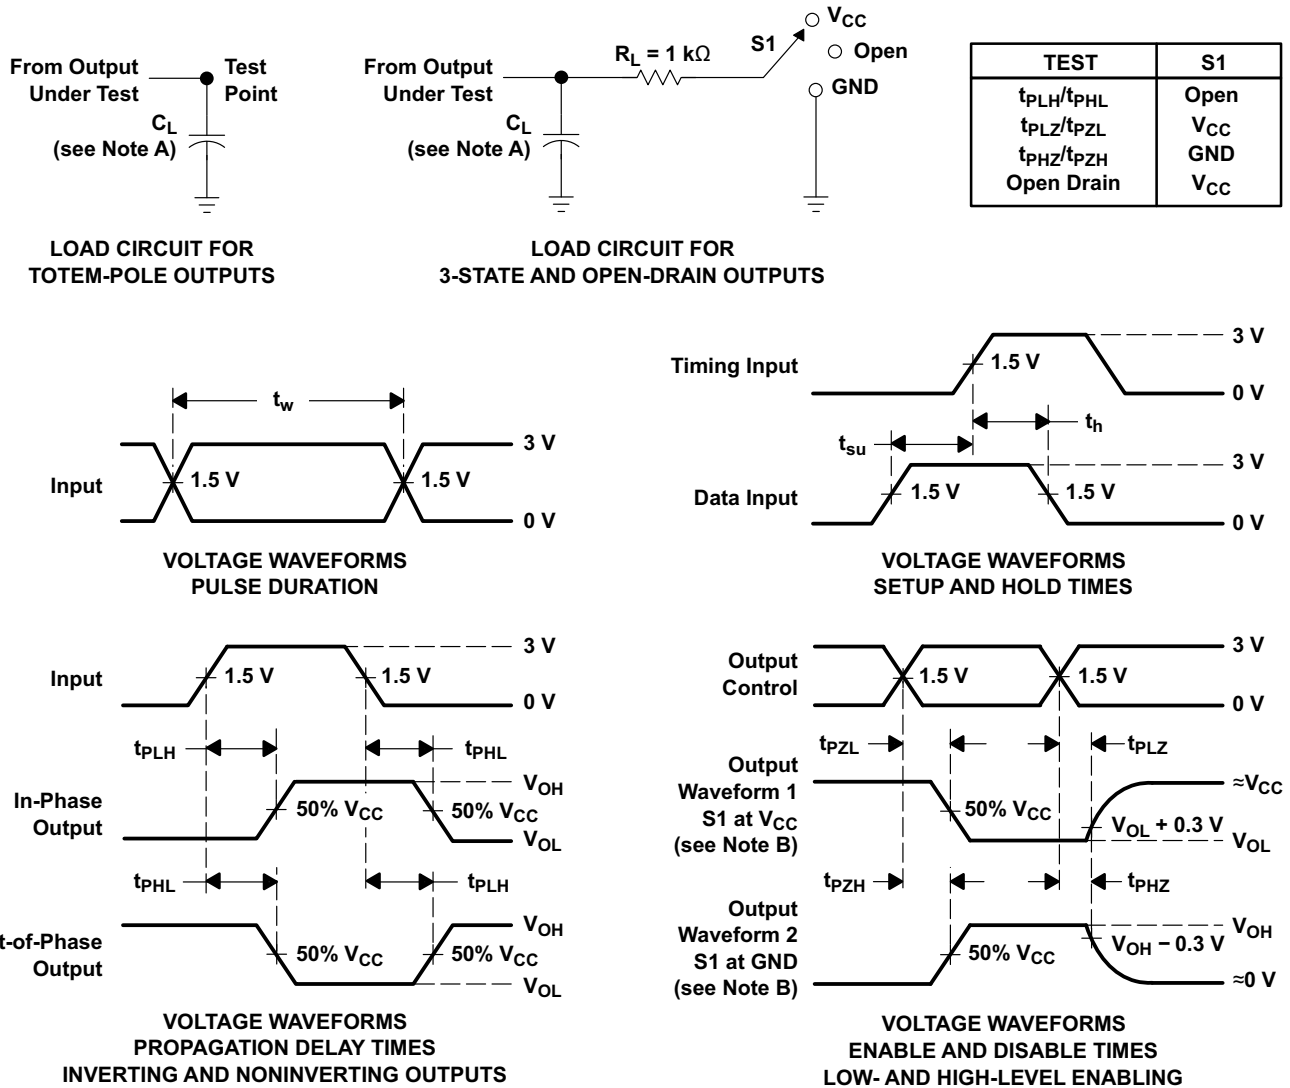 From Output
Under Test
Test
Point
CL
(see Note A)
LOAD CIRCUIT FOR
TOTEM-POLE OUTPUTS
From Output
Under Test
CL
(see Note A)
RL = 1 kΩ
S1
VCC
Open
GND
LOAD CIRCUIT FOR
3-STATE AND OPEN-DRAIN OUTPUTS
TEST S1
tPLH/tPHL Open
tPLZ/tPZL VCC
tPHZ/tPZH GND
Open Drain VCC
tw
Input
1.5 V
1.5 V
3 V
0 V
VOLTAGE WAVEFORMS
PULSE DURATION
Timing Input
1.5 V
3 V
0 V
tsu
th
Data Input
1.5 V
1.5 V
3 V
0 V
VOLTAGE WAVEFORMS
SETUP AND HOLD TIMES
Input
1.5 V
1.5 V
3 V
0 V
tPLH
tPHL
In-Phase
Output
50% VCC
50% VCC
VOH
VOL
tPHL
tPLH
t-of-Phase
Output
50% VCC
50% VCC
VOH
VOL
VOLTAGE WAVEFORMS
PROPAGATION DELAY TIMES
INVERTING AND NONINVERTING OUTPUTS
Output
Control
1.5 V
1.5 V
3 V
0 V
tPZL
tPLZ
Output
Waveform 1
S1 at VCC
(see Note B)
50% VCC
VOL + 0.3 V
≈VCC
VOL
tPZH
tPHZ
Output
Waveform 2
S1 at GND
(see Note B)
50% VCC
VOH − 0.3 V
VOH
≈0 V
VOLTAGE WAVEFORMS
ENABLE AND DISABLE TIMES
LOW- AND HIGH-LEVEL ENABLING